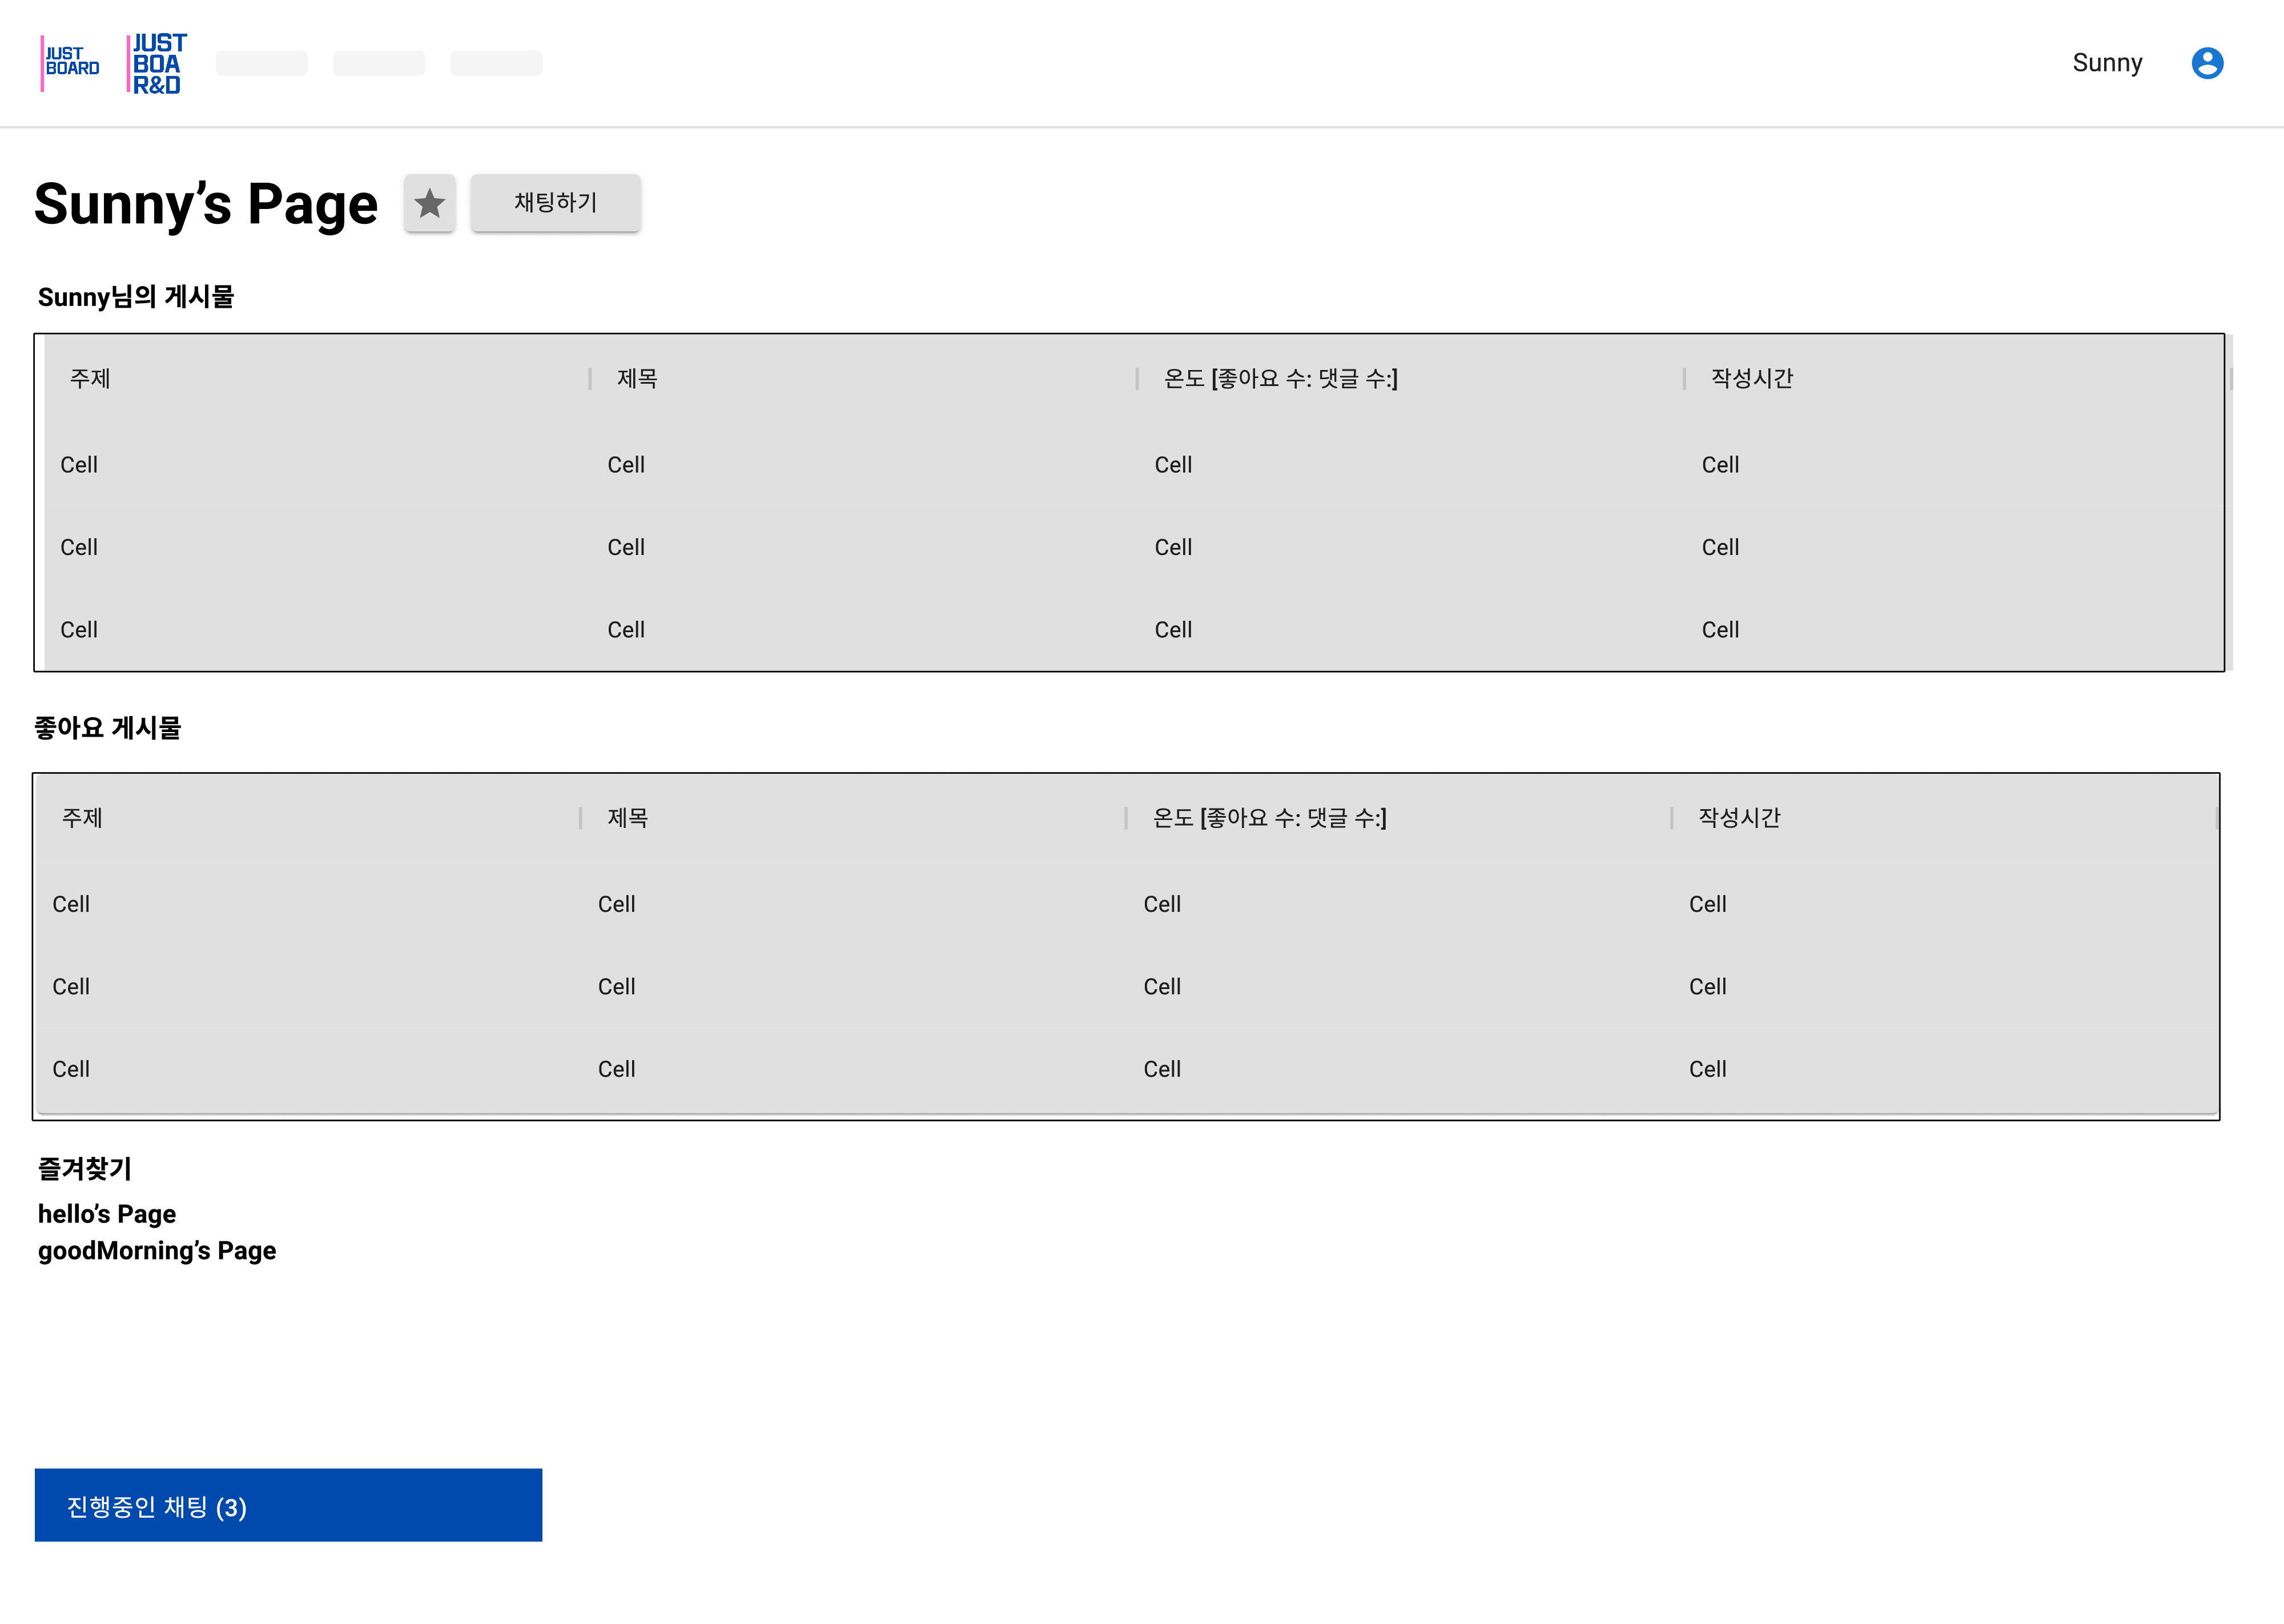 JUST
BOARD
JUST
BOA
R&D
Sunny
Sunny’s Page
채팅하기
Sunny님의 게시물
주제 제목 온도 [좋아요 수: 댓글 수:] 작성시간
Cell Cell Cell Cell
Cell Cell Cell Cell
Cell Cell Cell Cell
좋아요 게시물
주제 제목 온도 [좋아요 수: 댓글 수:] 작성시간
Cell Cell Cell Cell
Cell Cell Cell Cell
Cell Cell Cell Cell
즐겨찾기
hello’s Page
goodMorning’s Page
진행중인 채팅 (3)